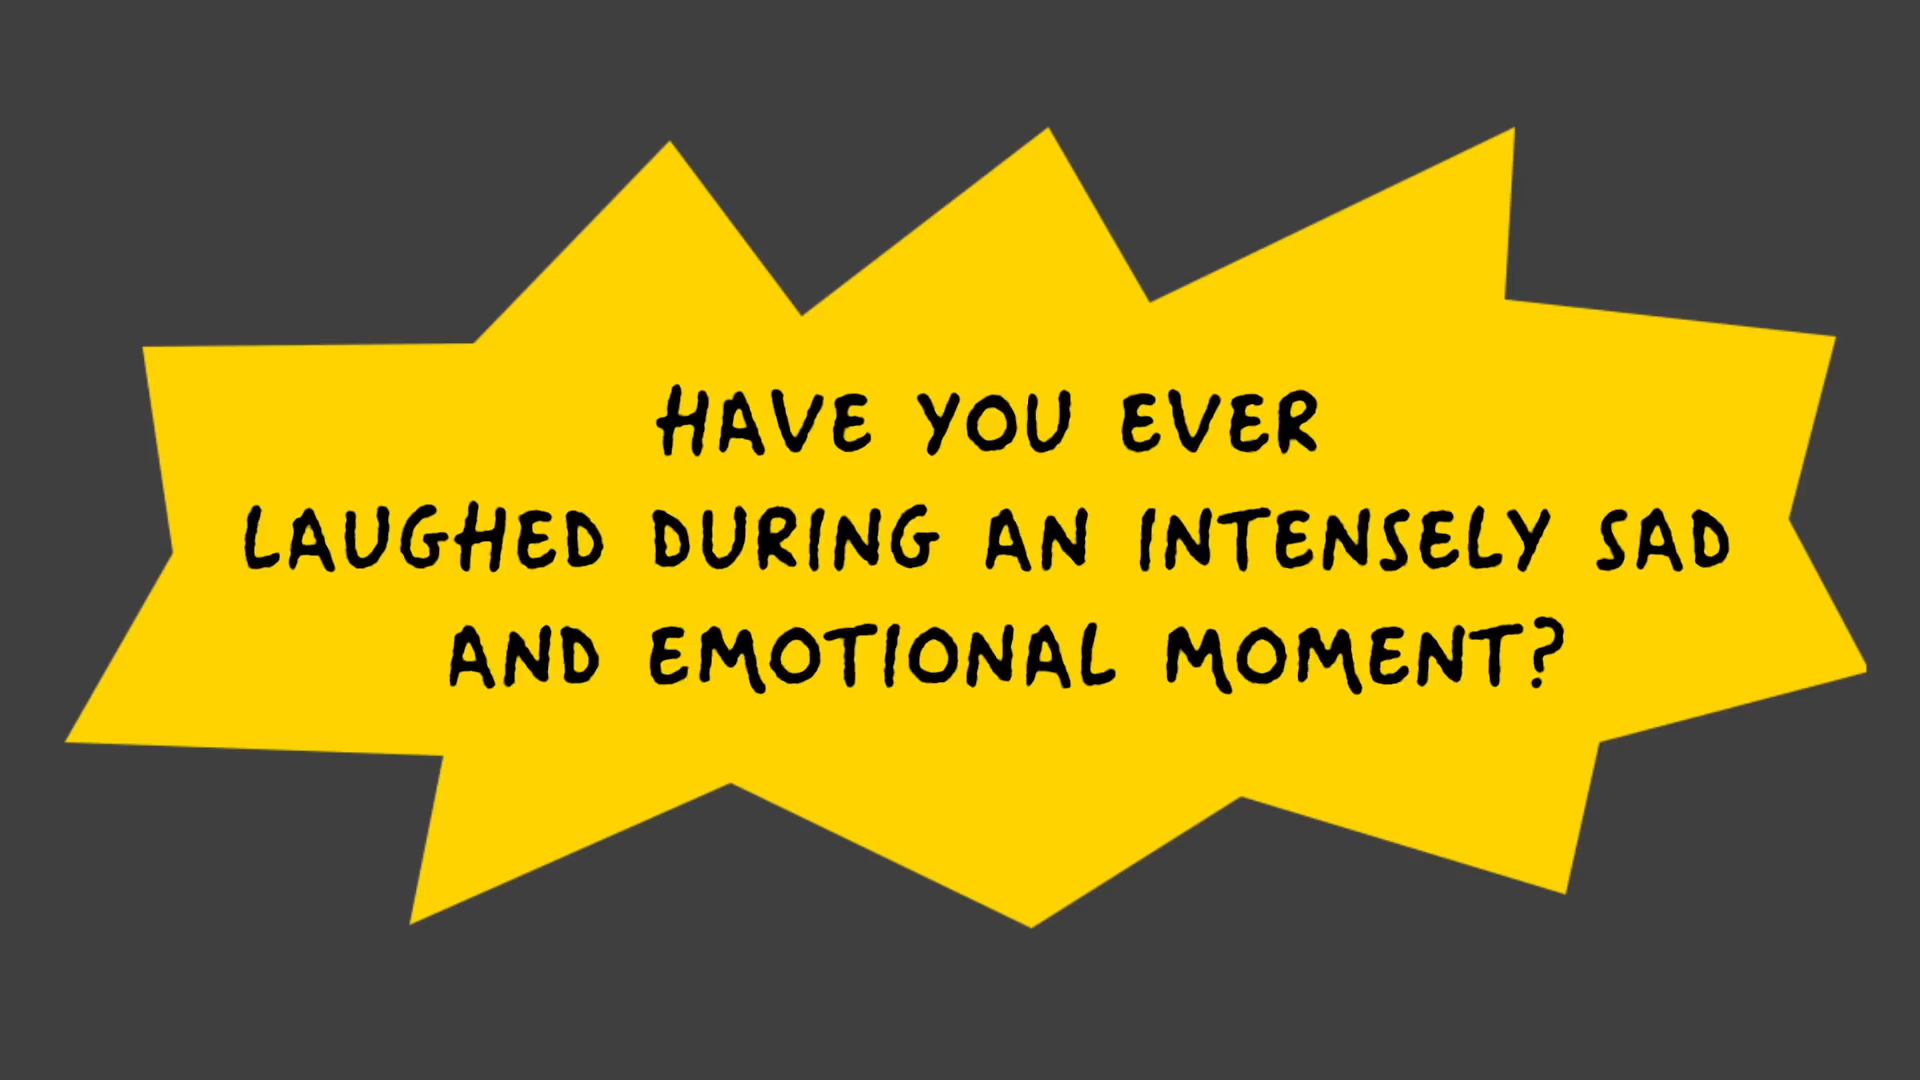 HAVE YOU EVER
LAUGHED DURING AN INTENSELY SAD
AND EMOTIONAL MOMENT?